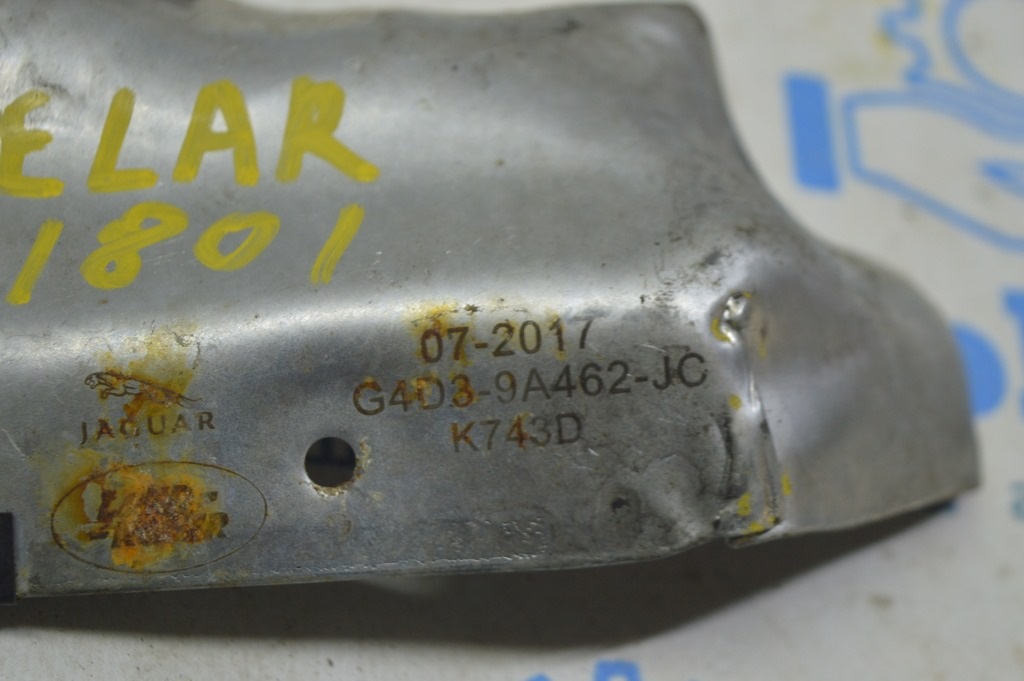 ELAR
1801
07-2017
G4D3-9A462-JC
K743D
JAGUAR